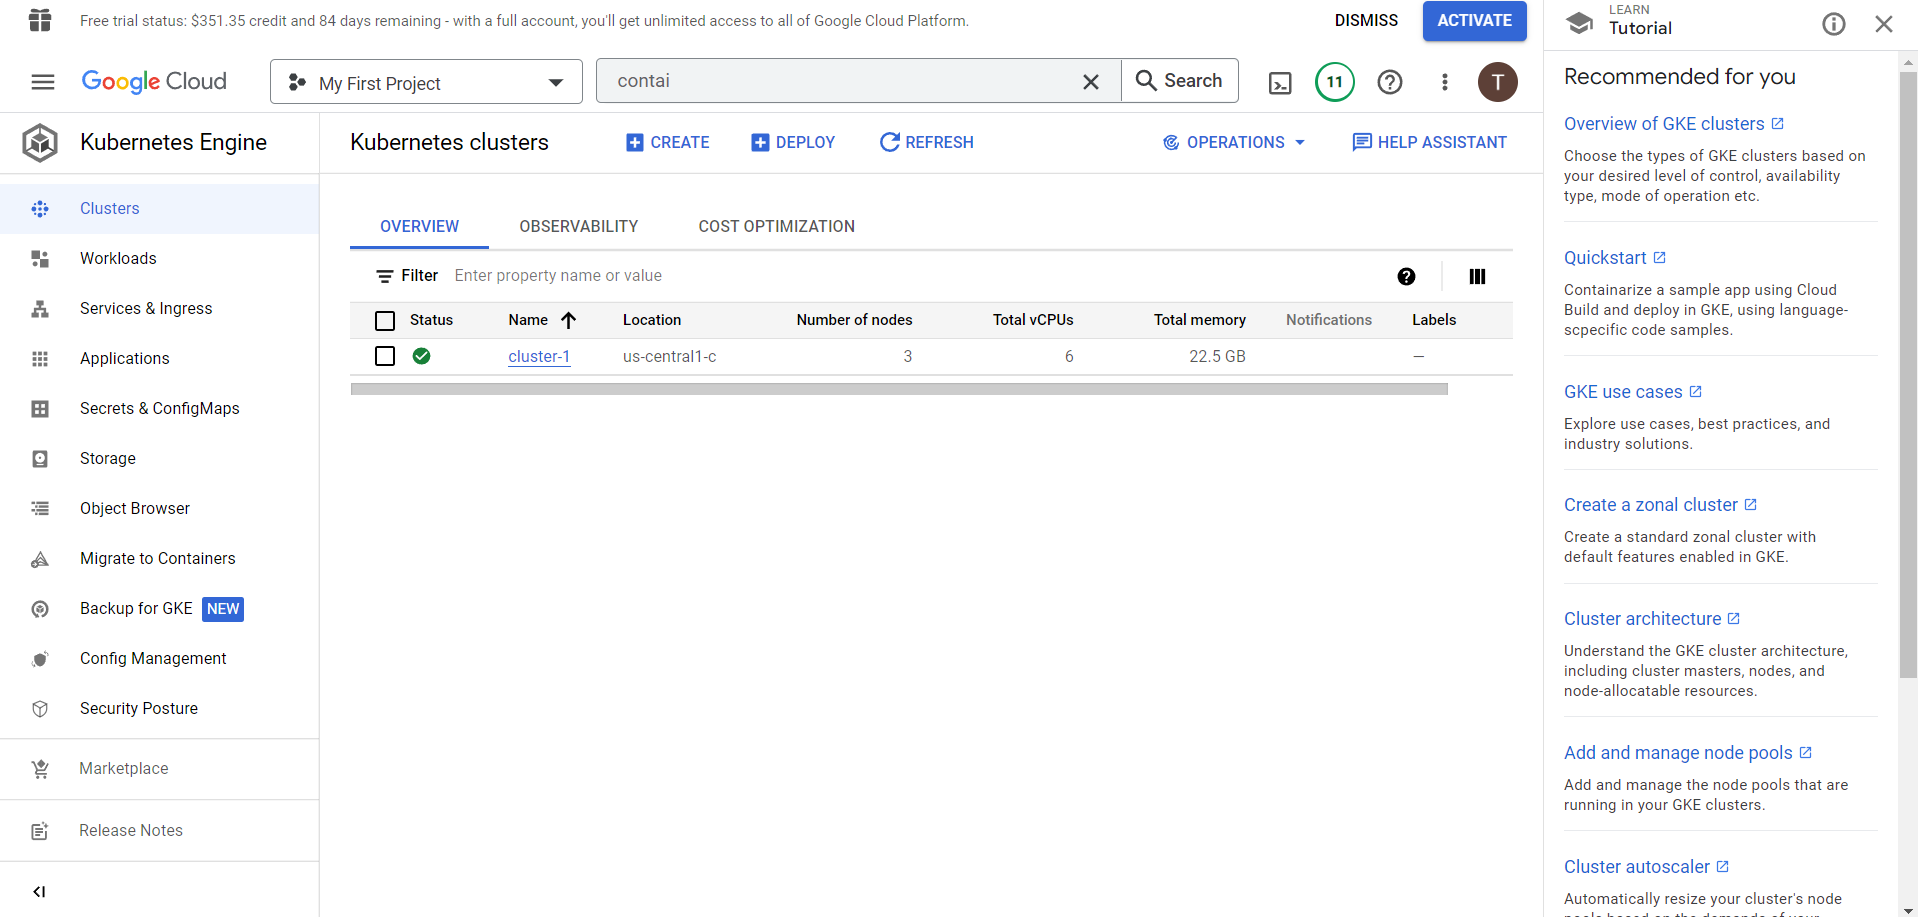 Free trial status: $351.35 credit and 84 days remaining - with a full account, you'll get unlimited access to all of Google Cloud Platform.
DISMISS
ACTIVATE
Google Cloud
My First Project
contai
Search
11
T
Kubernetes Engine
Clusters
Workloads
Services & Ingress
Applications
Secrets & ConfigMaps
Storage
Object Browser
Migrate to Containers
Backup for GKE NEW
Config Management
Security Posture
Marketplace
Release Notes
Kubernetes clusters
CREATE
DEPLOY
REFRESH
OPERATIONS
HELP ASSISTANT
OVERVIEW
OBSERVABILITY
COST OPTIMIZATION
Filter Enter property name or value
Status Name Location Number of nodes Total vCPUs Total memory Notifications Labels
cluster-1 us-central1-c 3 6 22.5 GB –
LEARN
Tutorial
Recommended for you
Overview of GKE clusters
Choose the types of GKE clusters based on
your desired level of control, availability
type, mode of operation etc.
Quickstart
Containarize a sample app using Cloud
Build and deploy in GKE, using language-
scpecific code samples.
GKE use cases
Explore use cases, best practices, and
industry solutions.
Create a zonal cluster
Create a standard zonal cluster with
default features enabled in GKE.
Cluster architecture
Understand the GKE cluster architecture,
including cluster masters, nodes, and
node-allocatable resources.
Add and manage node pools
Add and manage the node pools that are
running in your GKE clusters.
Cluster autoscaler
Automatically resize your cluster's node
pools based on the demands of your